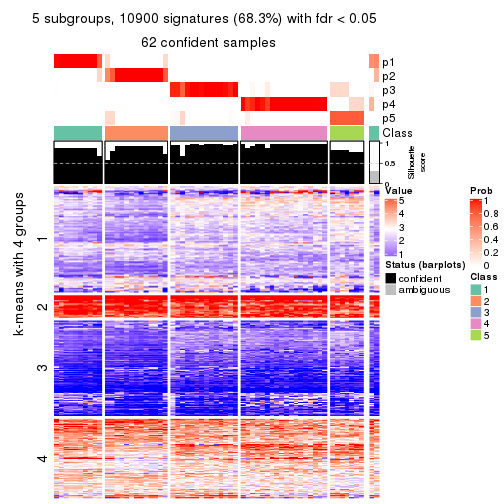 5 subgroups, 10900 signatures (68.3%) with fdr < 0.05
62 confident samples
p1
p2
p3
p4
p5
Class
1
0.5
0
Silhouette
score
k-means with 4 groups
1
2
3
4
Value
5
4
3
2
1
Status (barplots)
confident
ambiguous
Prob
1
0.8
0.6
0.4
0.2
0
Class
1
2
3
4
5